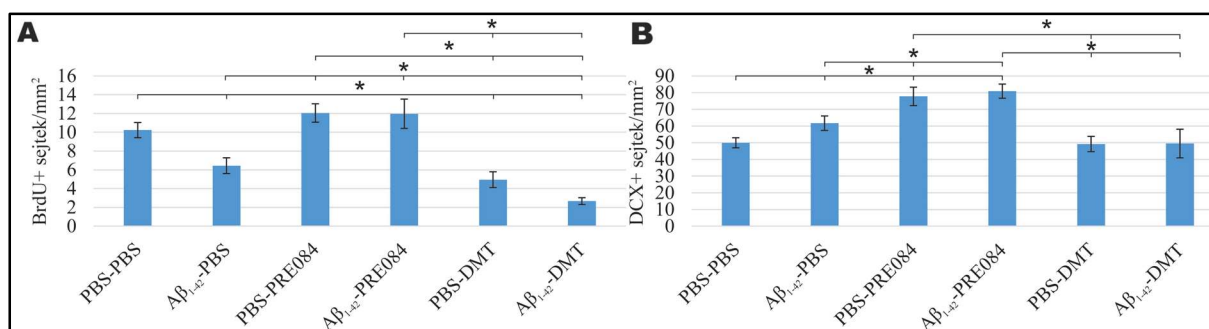 A
*
*
*
*
BrdU+ sejtek/mm²
16
14
12
10
8
6
4
2
0
PBS-PBS
Aβ₁₋₄₂-PBS
PBS-PRE084
Aβ₁₋₄₂-PRE084
PBS-DMT
Aβ₁₋₄₂-DMT
B
*
*
*
*
DCX+ sejtek/mm²
90
80
70
60
50
40
30
20
10
0
PBS-PBS
Aβ₁₋₄₂-PBS
PBS-PRE084
Aβ₁₋₄₂-PRE084
PBS-DMT
Aβ₁₋₄₂-DMT